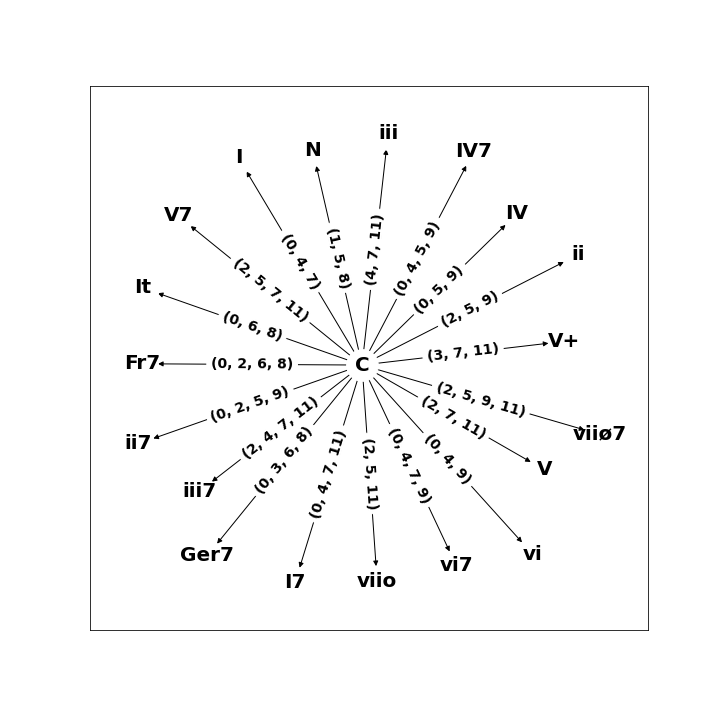 iii
N
IV7
I
IV
V7
(4, 7, 11)
(1, 5, 8)
(0, 4, 5, 9)
(0, 4, 7)
ii
(0, 5, 9)
(2, 5, 7, 11)
It
(2, 5, 9)
(0, 6, 8)
V+
(3, 7, 11)
Fr7
(0, 2, 6, 8)
C
(2, 5, 9, 11)
(0, 2, 5, 9)
(2, 7, 11)
(2, 4, 7, 11)
viiø7
ii7
(0, 3, 6, 8)
(0, 4, 9)
(0, 4, 7, 9)
V
(0, 4, 7, 11)
(2, 5, 11)
iii7
Ger7
vi
vi7
I7
viio